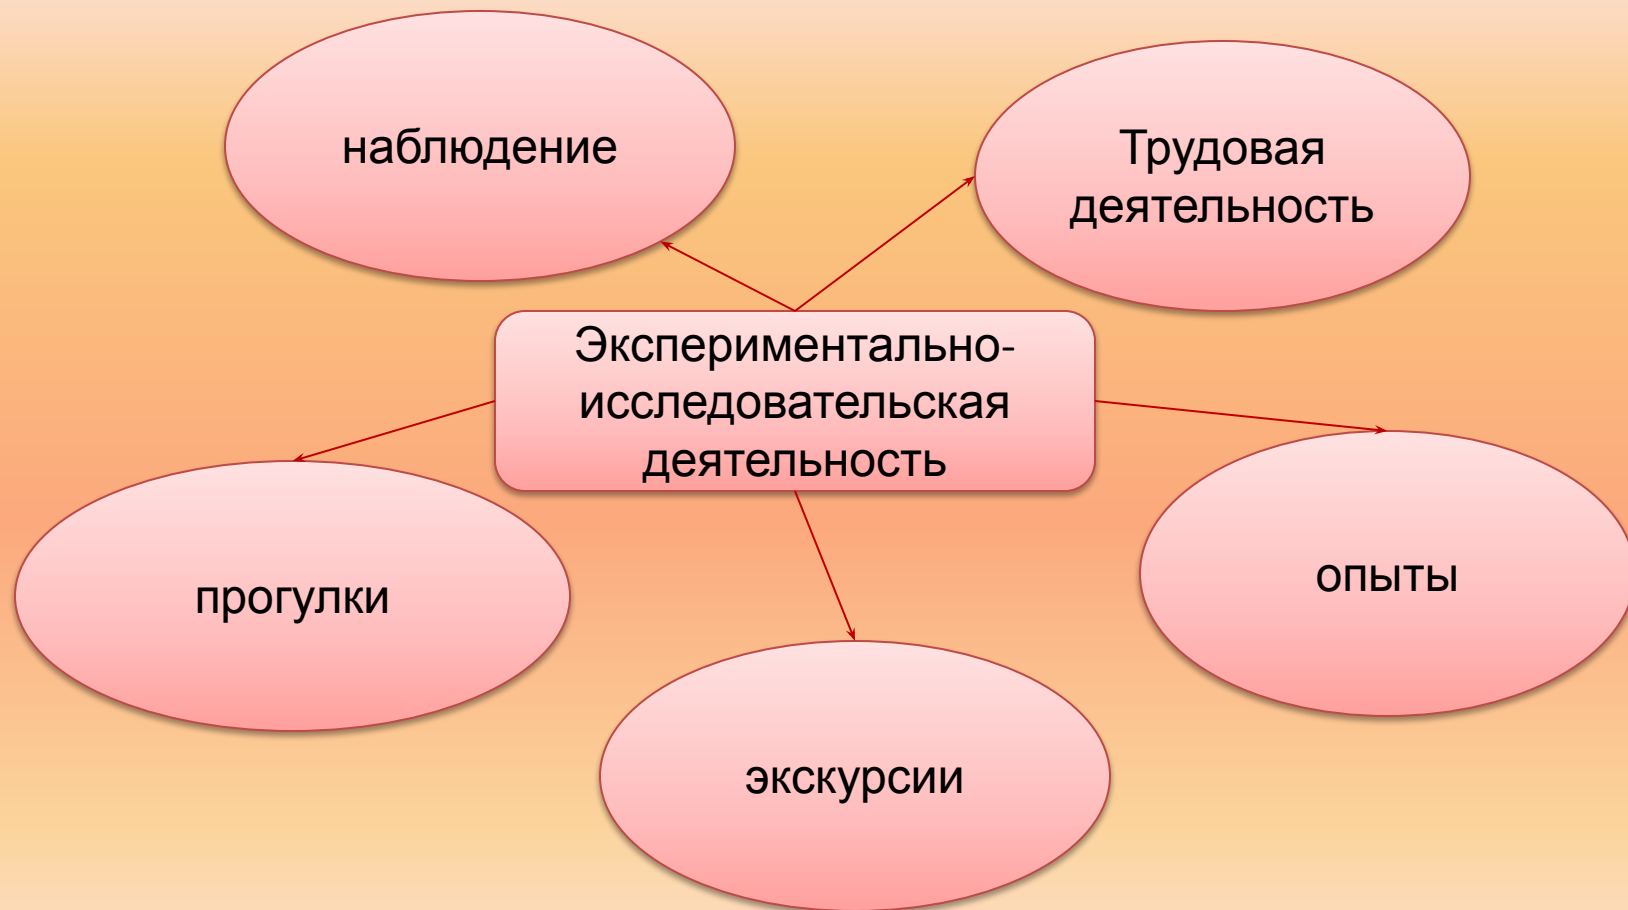 наблюдение
Трудовая
деятельность
Экспериментально-
исследовательская
деятельность
прогулки
опыты
экскурсии